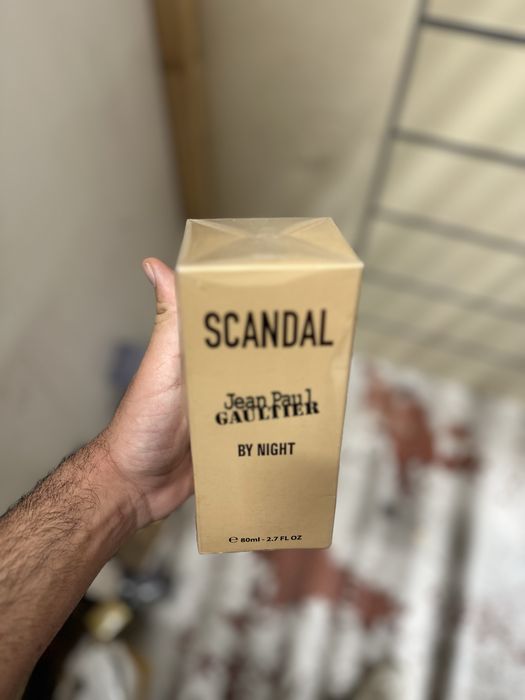 SCANDAL
Jean Paul
GAULTIER
BY NIGHT
℮ 80ml - 2.7 FL OZ